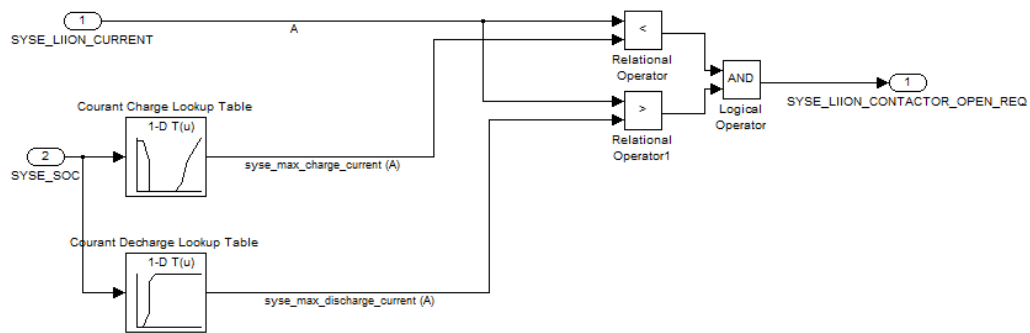 1
SYSE_LIION_CURRENT
A
<
Relational
Operator
AND
Logical
Operator
1
SYSE_LIION_CONTACTOR_OPEN_REQ
>
Relational
Operator1
Courant Charge Lookup Table
1-D T(u)
syse_max_charge_current (A)
2
SYSE_SOC
Courant Decharge Lookup Table
1-D T(u)
syse_max_discharge_current (A)